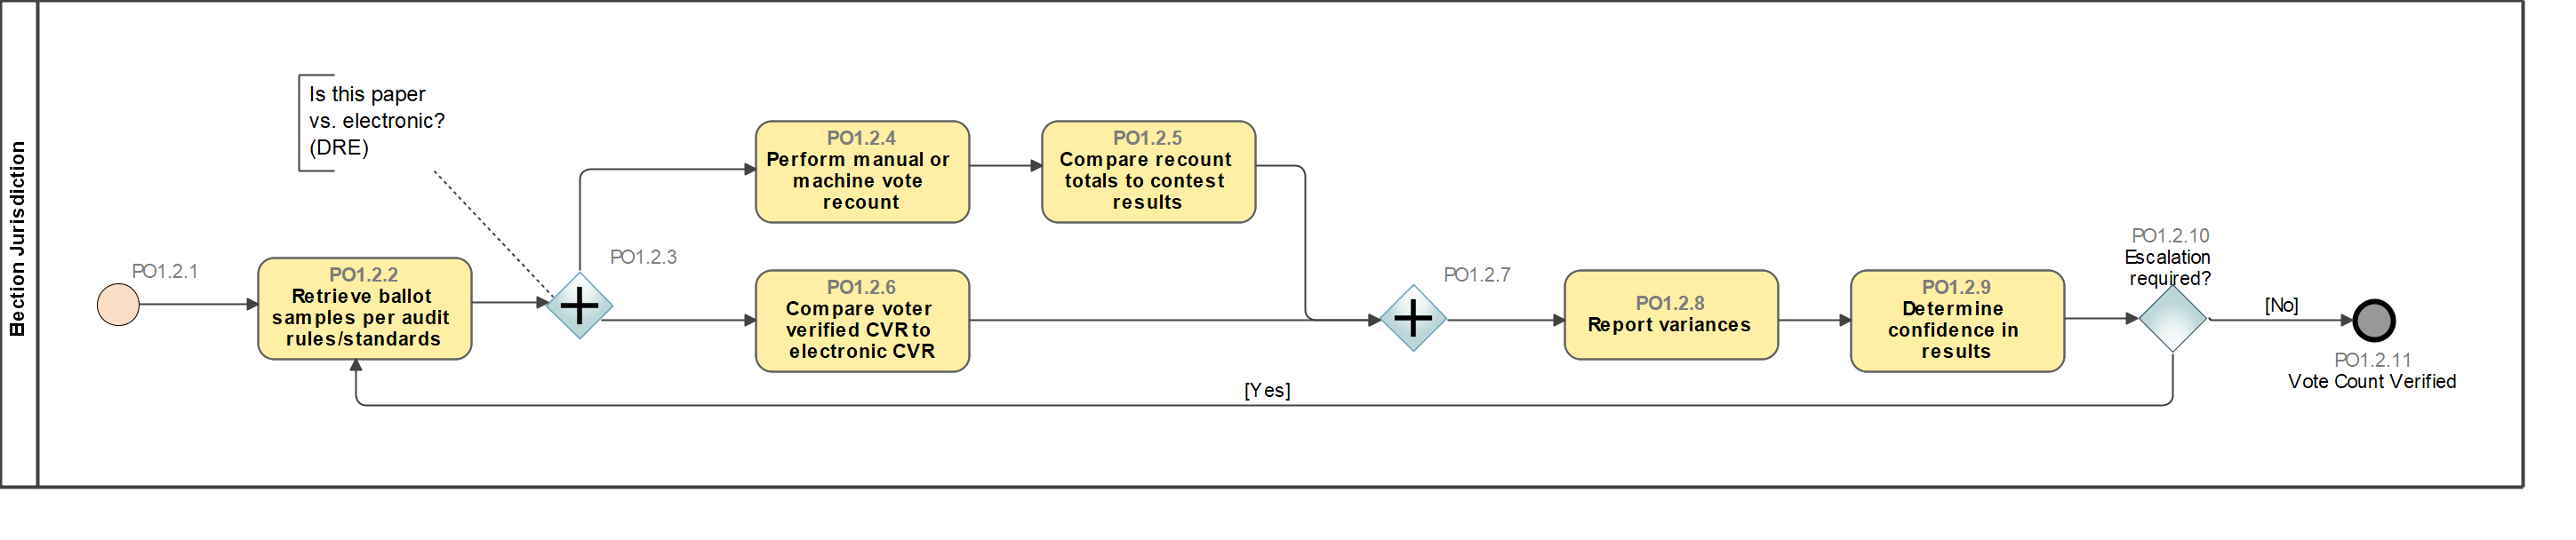 Election Jurisdiction
Is this paper
vs. electronic?
(DRE)
PO1.2.1
PO1.2.2
Retrieve ballot
samples per audit
rules/standards
PO1.2.3
PO1.2.4
Perform manual or
machine vote
recount
PO1.2.5
Compare recount
totals to contest
results
PO1.2.6
Compare voter
verified CVR to
electronic CVR
PO1.2.7
PO1.2.8
Report variances
PO1.2.9
Determine
confidence in
results
PO1.2.10
Escalation
required?
[No]
[Yes]
PO1.2.11
Vote Count Verified